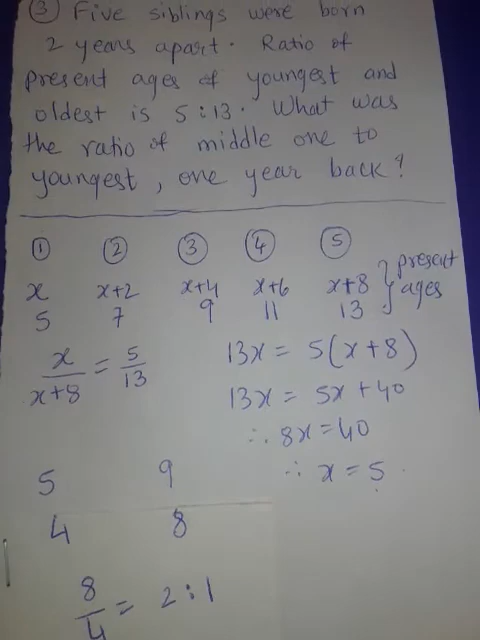 ③ Five siblings were born
2 years apart. Ratio of
present ages of youngest and
oldest is 5:13. What was
the ratio of middle one to
youngest, one year back?
① ② ③ ④ ⑤
x x+2 x+4 x+6 x+8 } present
5 7 9 11 13 ages
x/x+8 = 5/13
13x = 5(x+8)
13x = 5x+40
∴ 8x=40
∴ x=5.
5 9
4 8
8/4 = 2:1